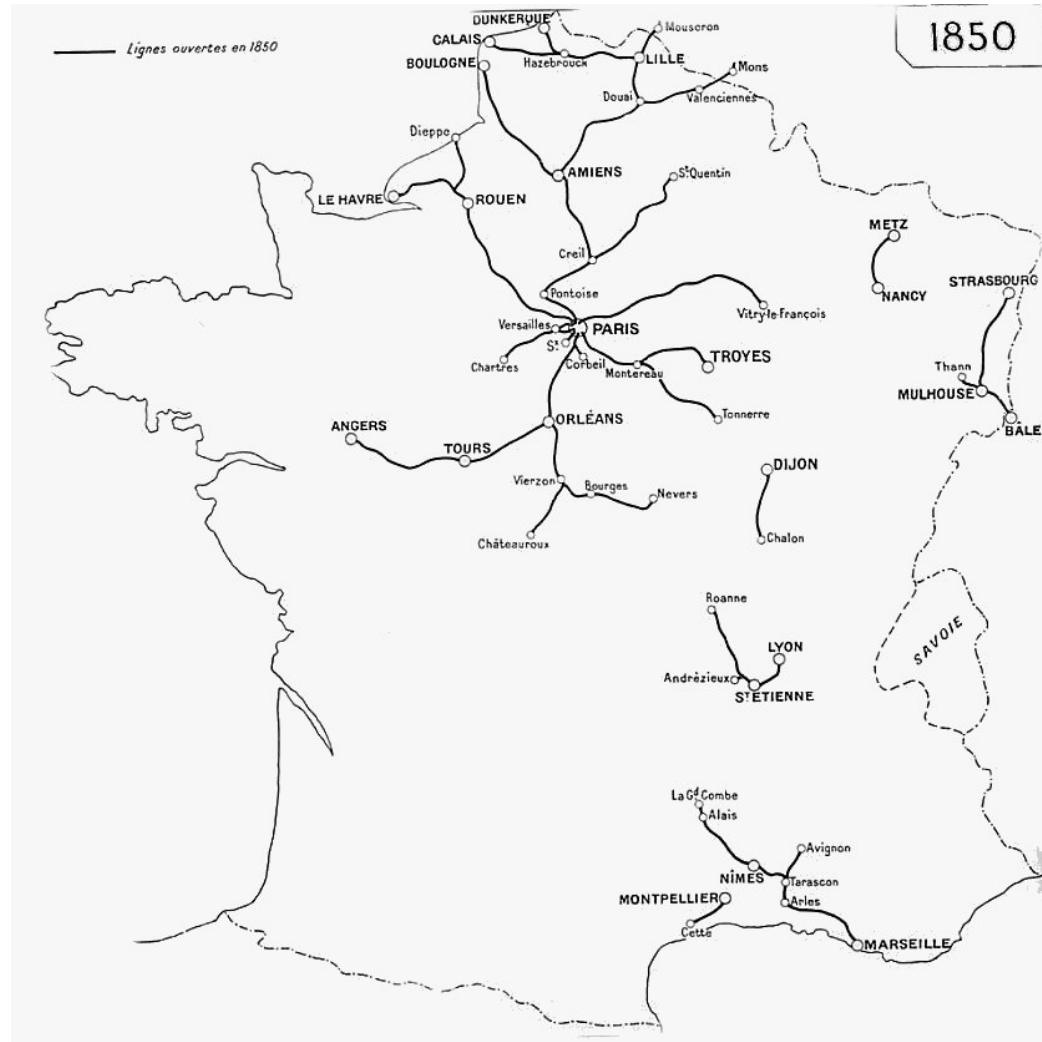 1850
Lignes ouvertes en 1850
DUNKERQUE
Mouscron
CALAIS
Hazebrouck
LILLE
BOULOGNE
Mons
Douai
Valenciennes
Dieppe
AMIENS
St Quentin
LE HAVRE
ROUEN
METZ
Creil
STRASBOURG
Pontoise
NANCY
Vitry-le-François
Versailles
PARIS
St
Corbeil
TROYES
Chartres
Montereau
Thann
MULHOUSE
Tonnerre
ORLÉANS
ANGERS
BÂLE
TOURS
DIJON
Vierzon
Bourges
Nevers
Châteauroux
Chalon
Roanne
SAVOIE
LYON
Andrèzieux
St ETIENNE
La Gd Combe
Alais
Avignon
NÎMES
Tarascon
MONTPELLIER
Arles
Cette
MARSEILLE